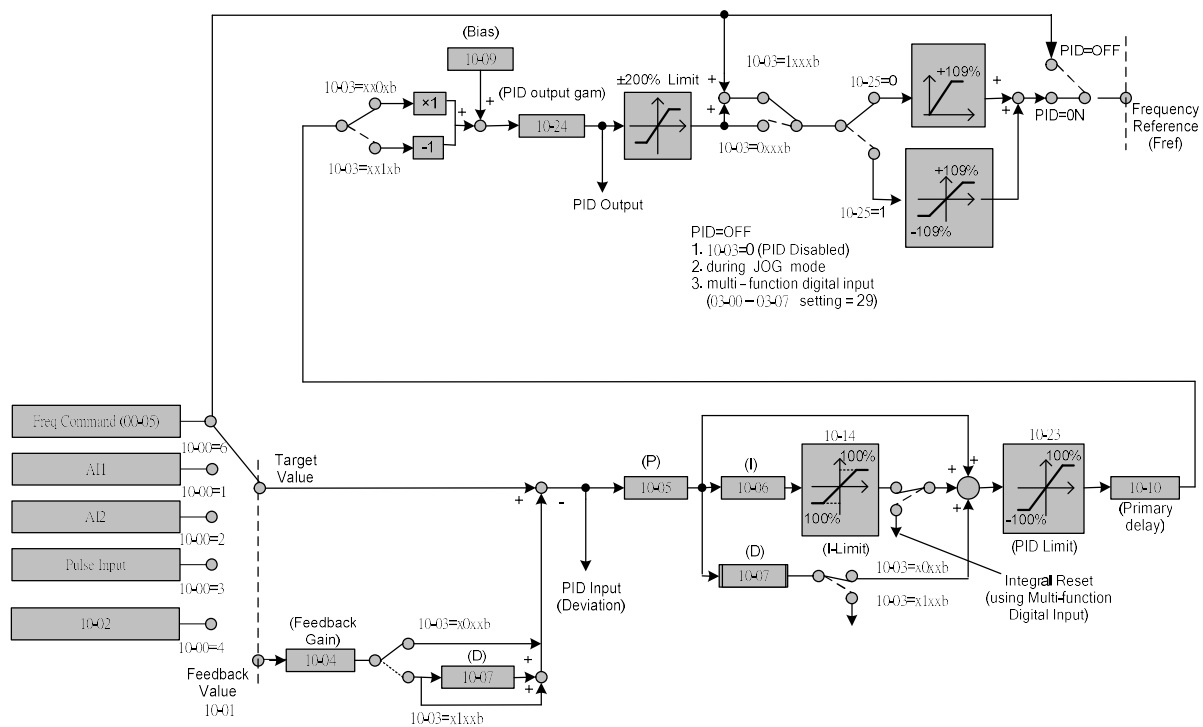 (Bias)
10-09
10-03=xx0xb
×1
-1
10-03=xx1xb
+
+
+
(PID output gam)
10-24
PID Output
±200% Limit
+
+
10-03=1xxxb
10-03=0xxxb
10-25=0
+109%
+
+
10-25=1
+109%
-109%
PID=OFF
PID=0N
Frequency
Reference
(Fref)
PID=OFF
1. 10-03=0 (PID Disabled)
2. during JOG mode
3. multi-function digital input
(03-00 – 03-07 setting = 29)
Freq Command (00-05)
10-00=6
AI1
10-00=1
AI2
10-00=2
Pulse Input
10-00=3
10-02
10-00=4
Target
Value
Feedback
Value
10-01
(Feedback
Gain)
10-04
10-03=x0xxb
(D)
10-07
+
+
10-03=x1xxb
+
-
PID Input
(Deviation)
(P)
10-05
(I)
10-06
10-14
100%
100%
(I-Limit)
(D)
10-07
10-03=x0xxb
10-03=x1xxb
Integral Reset
(using Multi-function
Digital Input)
+
+
+
10-23
100%
-100%
(PID Limit)
10-10
(Primary
delay)